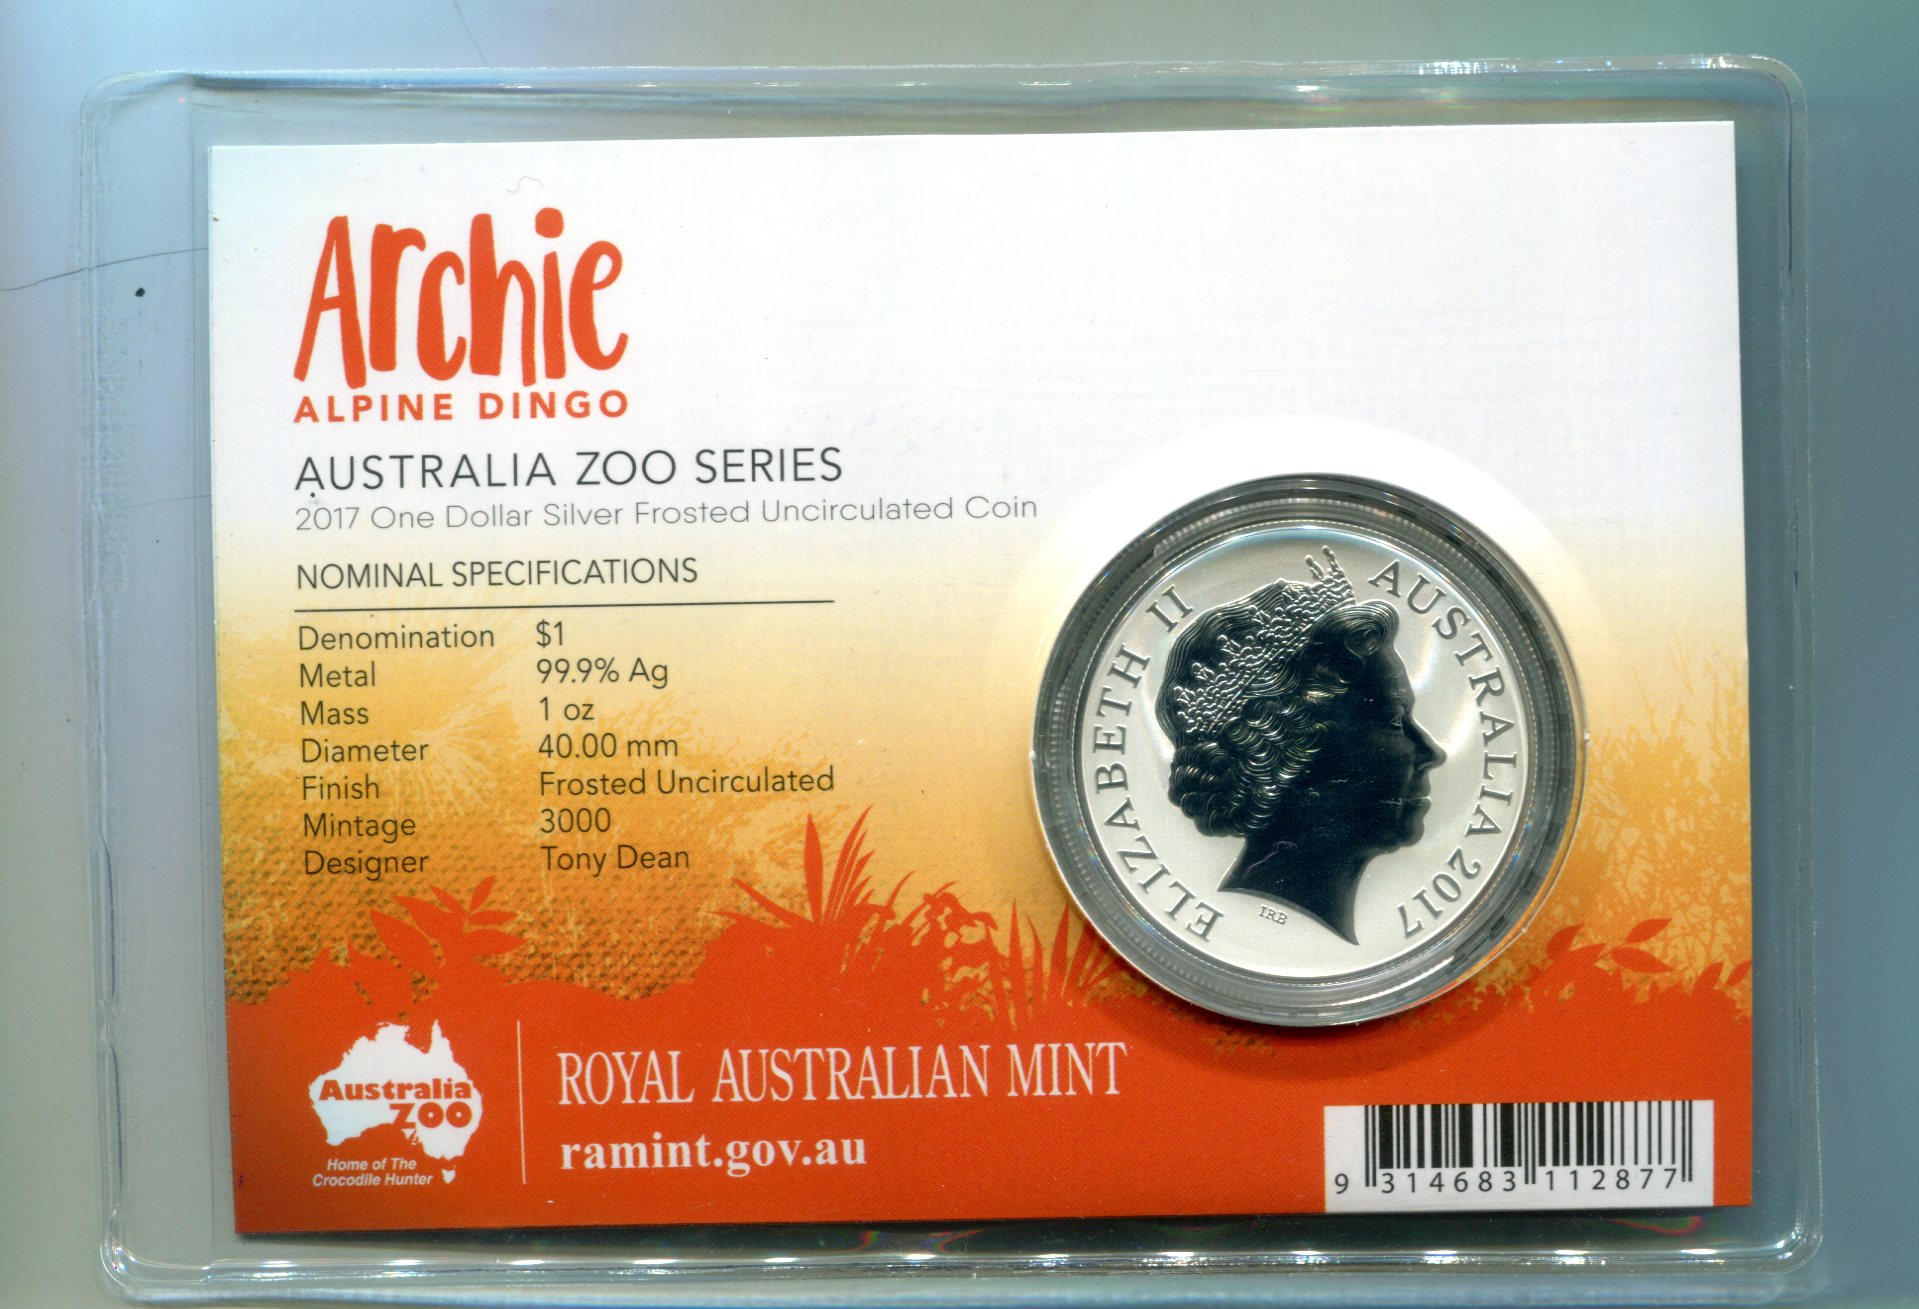 Archie
ALPINE DINGO
AUSTRALIA ZOO SERIES
2017 One Dollar Silver Frosted Uncirculated Coin
NOMINAL SPECIFICATIONS
Denomination $1
Metal 99.9% Ag
Mass 1 oz
Diameter 40.00 mm
Finish Frosted Uncirculated
Mintage 3000
Designer Tony Dean
ELIZABETH II AUSTRALIA 2017
IRB
Australia
ZOO
Home of The
Crocodile Hunter
ROYAL AUSTRALIAN MINT
ramint.gov.au
9 314683 112877